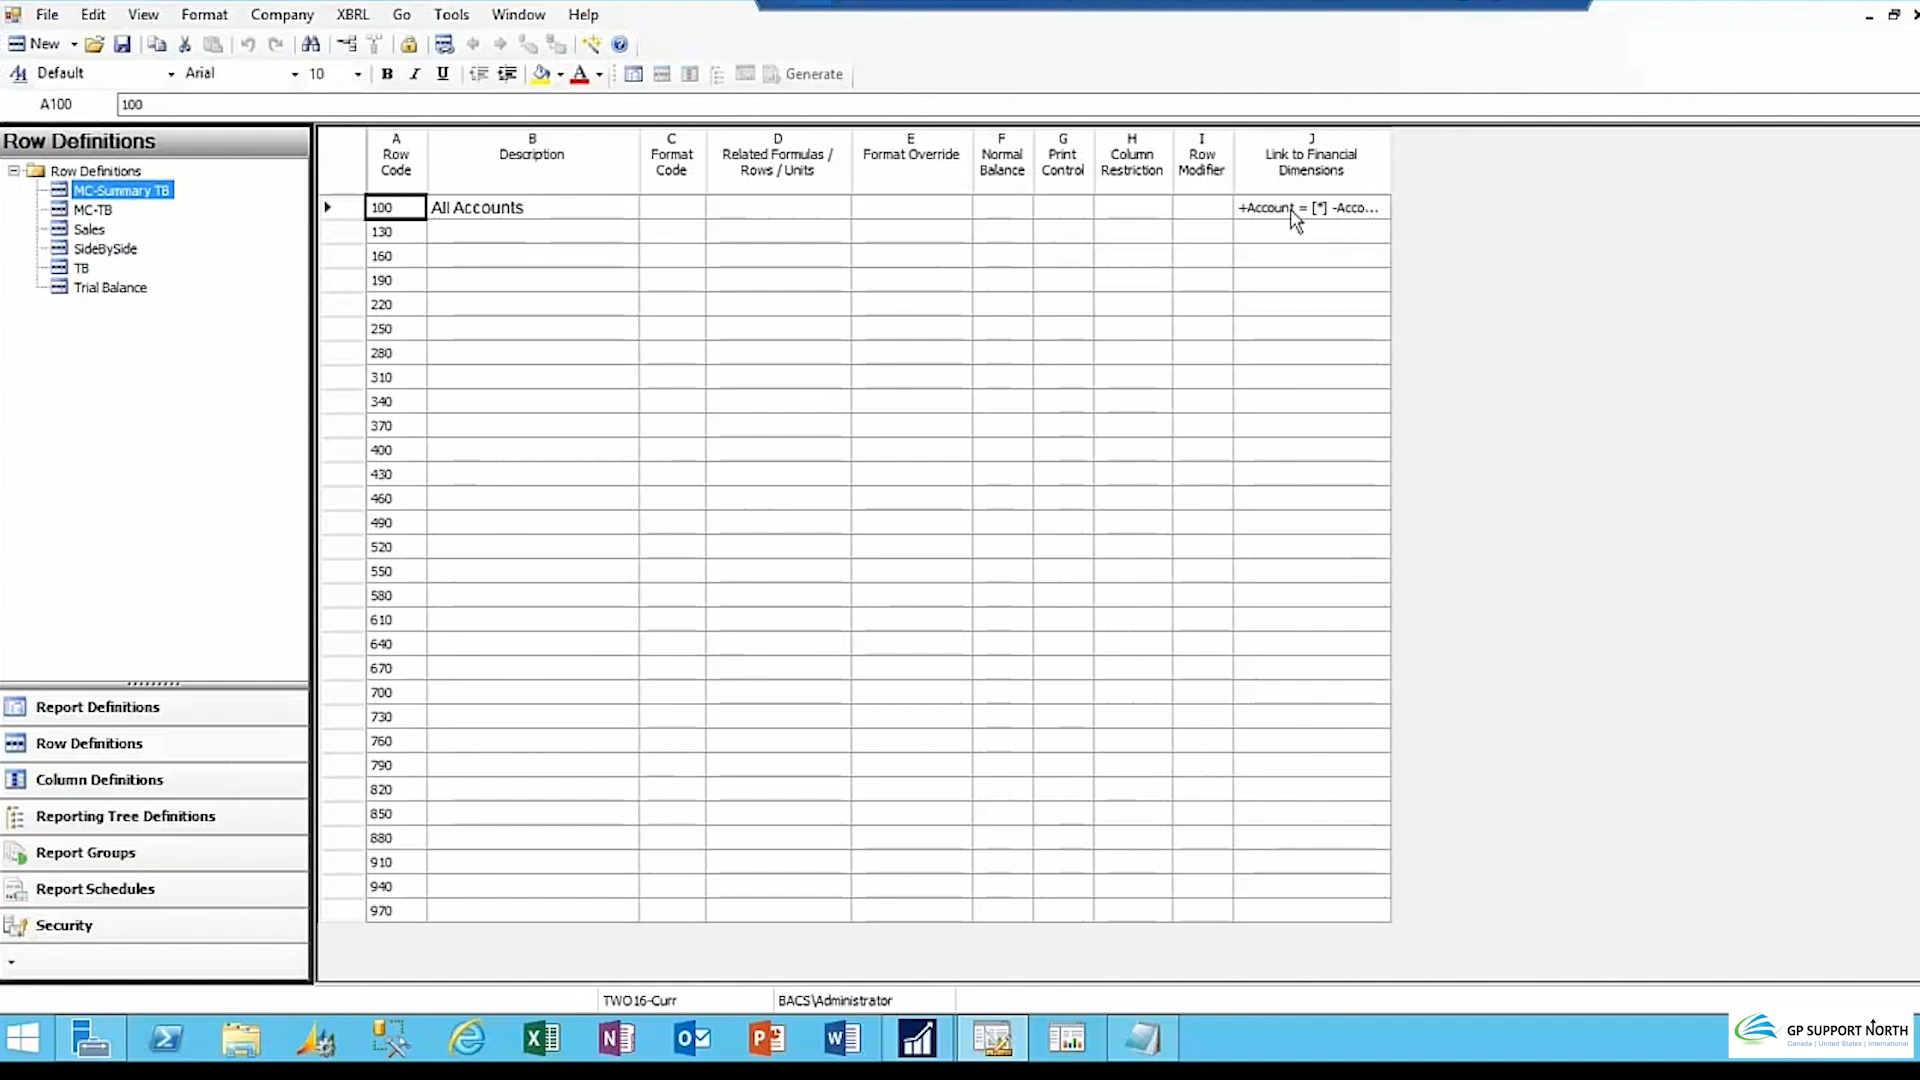 File Edit View Format Company XBRL Go Tools Window Help
New
Default Arial 10 B I U Generate
A100 100
Row Definitions
Row Definitions
MC-Summary TB
MC-TB
Sales
SideBySide
TB
Trial Balance
Report Definitions
Row Definitions
Column Definitions
Reporting Tree Definitions
Report Groups
Report Schedules
Security
A B C D E F G H I J
Row Code
Description
Format Code
Related Formulas / Rows / Units
Format Override
Normal Balance
Print Control
Column Restriction
Row Modifier
Link to Financial Dimensions
100 All Accounts +Account = [*] -Acco...
130
160
190
220
250
280
310
340
370
400
430
460
490
520
550
580
610
640
670
700
730
760
790
820
850
880
910
940
970
TWO16-Curr BACS\Administrator
GP SUPPORT NORTH
Canada | United States | International